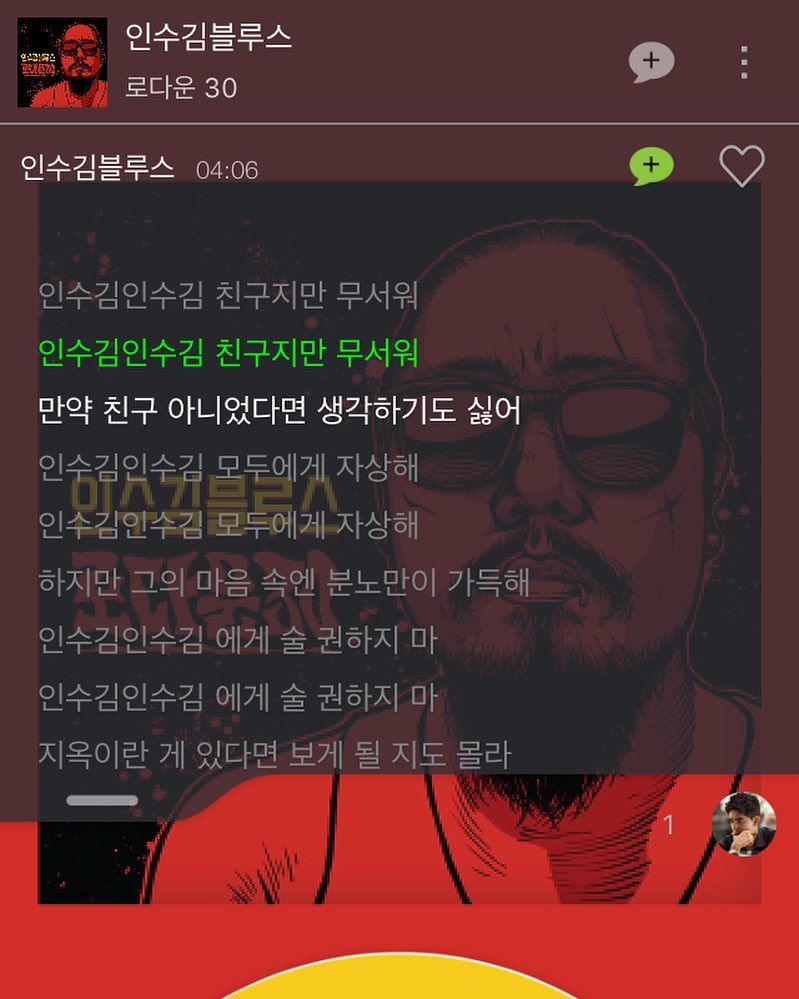 인수김블루스
로다운 30
인수김블루스 04:06
인수김인수김 친구지만 무서워
인수김인수김 친구지만 무서워
만약 친구 아니었다면 생각하기도 싫어
인수김인수김 모두에게 자상해
인수김블루스
인수김인수김 모두에게 자상해
하지만 그의 마음 속엔 분노만이 가득해
인수김인수김 에게 술 권하지 마
인수김인수김 에게 술 권하지 마
지옥이란 게 있다면 보게 될 지도 몰라
1